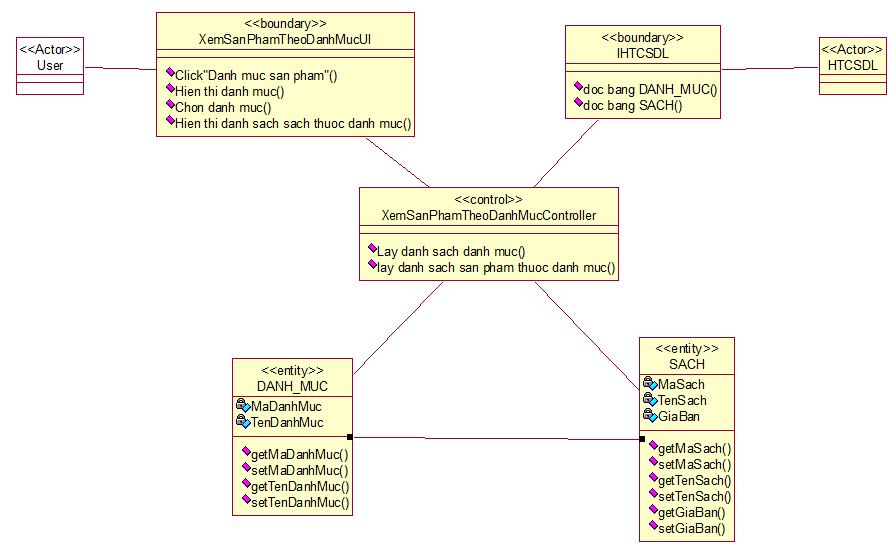 <<Actor>>
User
<<boundary>>
XemSanPhamTheoDanhMucUI
Click"Danh muc san pham"()
Hien thi danh muc()
Chon danh muc()
Hien thi danh sach sach thuoc danh muc()
<<boundary>>
IHTCSDL
doc bang DANH_MUC()
doc bang SACH()
<<Actor>>
HTCSDL
<<control>>
XemSanPhamTheoDanhMucController
Lay danh sach danh muc()
lay danh sach san pham thuoc danh muc()
<<entity>>
DANH_MUC
MaDanhMuc
TenDanhMuc
getMaDanhMuc()
setMaDanhMuc()
getTenDanhMuc()
setTenDanhMuc()
<<entity>>
SACH
MaSach
TenSach
GiaBan
getMaSach()
setMaSach()
getTenSach()
setTenSach()
getGiaBan()
setGiaBan()